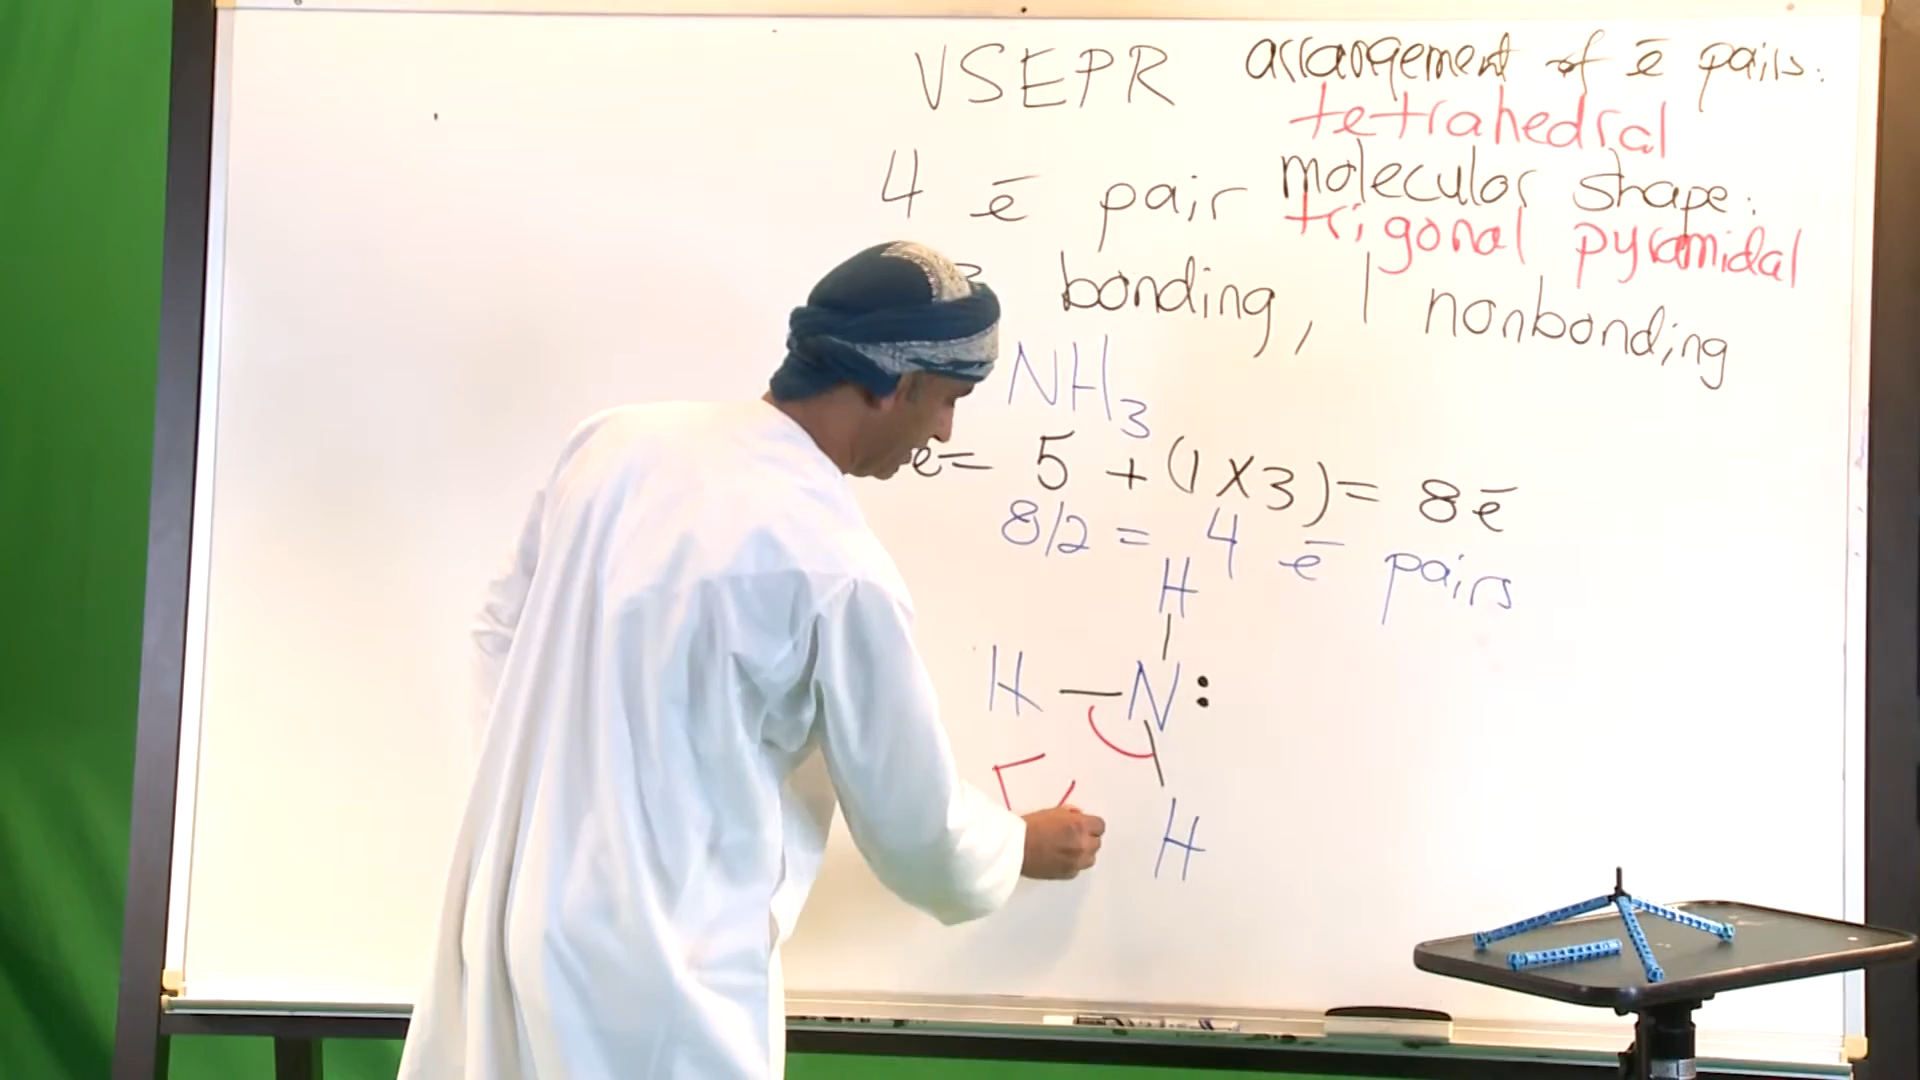 VSEPR arrangement of ē pairs:
tetrahedral
4 ē pair molecular shape:
trigonal pyramidal
3 bonding, 1 nonbonding
NH₃
e = 5 + (1 x 3) = 8 ē
8/2 = 4 ē pairs
H
H — N :
H